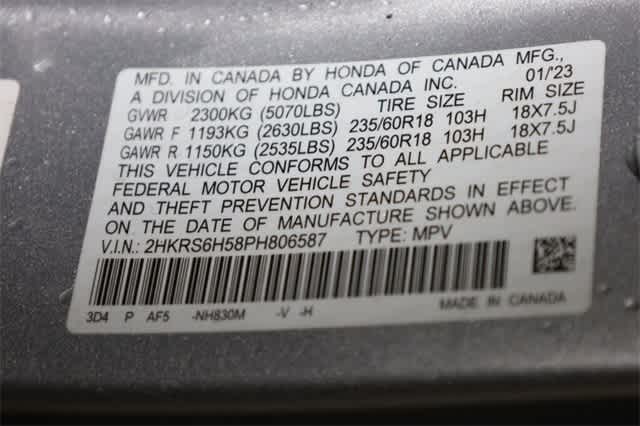 MFD. IN CANADA BY HONDA OF CANADA MFG.,
A DIVISION OF HONDA CANADA INC. 01/23
GVWR 2300KG (5070LBS) TIRE SIZE RIM SIZE
GAWR F 1193KG (2630LBS) 235/60R18 103H 18X7.5J
GAWR R 1150KG (2535LBS) 235/60R18 103H 18X7.5J
THIS VEHICLE CONFORMS TO ALL APPLICABLE
FEDERAL MOTOR VEHICLE SAFETY
AND THEFT PREVENTION STANDARDS IN EFFECT
ON THE DATE OF MANUFACTURE SHOWN ABOVE.
V.I.N.: 2HKRS6H58PH806587 TYPE: MPV
3D4 P AF5 -NH830M -V -H MADE IN CANADA